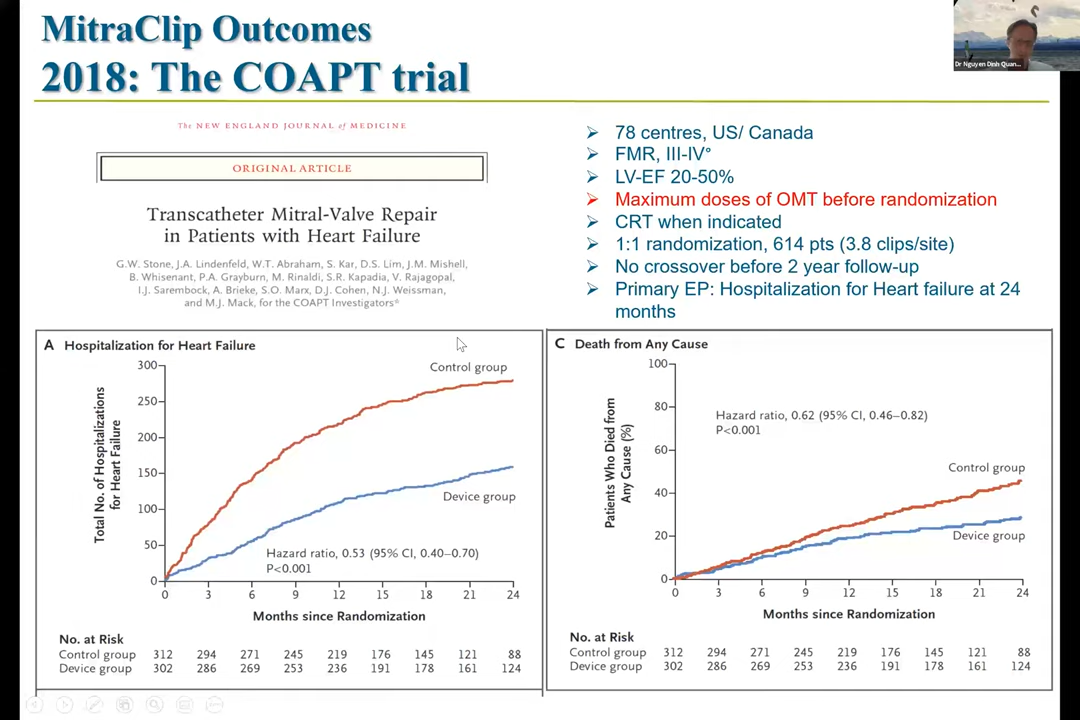 MitraClip Outcomes
2018: The COAPT trial
Dr Nguyen Dinh Quan...
The NEW ENGLAND JOURNAL of MEDICINE
ORIGINAL ARTICLE
Transcatheter Mitral-Valve Repair
in Patients with Heart Failure
G.W. Stone, J.A. Lindenfeld, W.T. Abraham, S. Kar, D.S. Lim, J.M. Mishell,
B. Whisenant, P.A. Grayburn, M. Rinaldi, S.R. Kapadia, V. Rajagopal,
I.J. Sarembock, A. Brieke, S.O. Marx, D.J. Cohen, N.J. Weissman,
and M.J. Mack, for the COAPT Investigators*
➢ 78 centres, US/ Canada
➢ FMR, III-IV°
➢ LV-EF 20-50%
➢ Maximum doses of OMT before randomization
➢ CRT when indicated
➢ 1:1 randomization, 614 pts (3.8 clips/site)
➢ No crossover before 2 year follow-up
➢ Primary EP: Hospitalization for Heart failure at 24
months
A Hospitalization for Heart Failure
Total No. of Hospitalizations
for Heart Failure
300
250
200
150
100
50
0
Control group
Device group
Hazard ratio, 0.53 (95% CI, 0.40–0.70)
P<0.001
0 3 6 9 12 15 18 21 24
Months since Randomization
No. at Risk
Control group 312 294 271 245 219 176 145 121 88
Device group 302 286 269 253 236 191 178 161 124
C Death from Any Cause
Patients Who Died from
Any Cause (%)
100
80
60
40
20
0
Hazard ratio, 0.62 (95% CI, 0.46–0.82)
P<0.001
Control group
Device group
0 3 6 9 12 15 18 21 24
Months since Randomization
No. at Risk
Control group 312 294 271 245 219 176 145 121 88
Device group 302 286 269 253 236 191 178 161 124